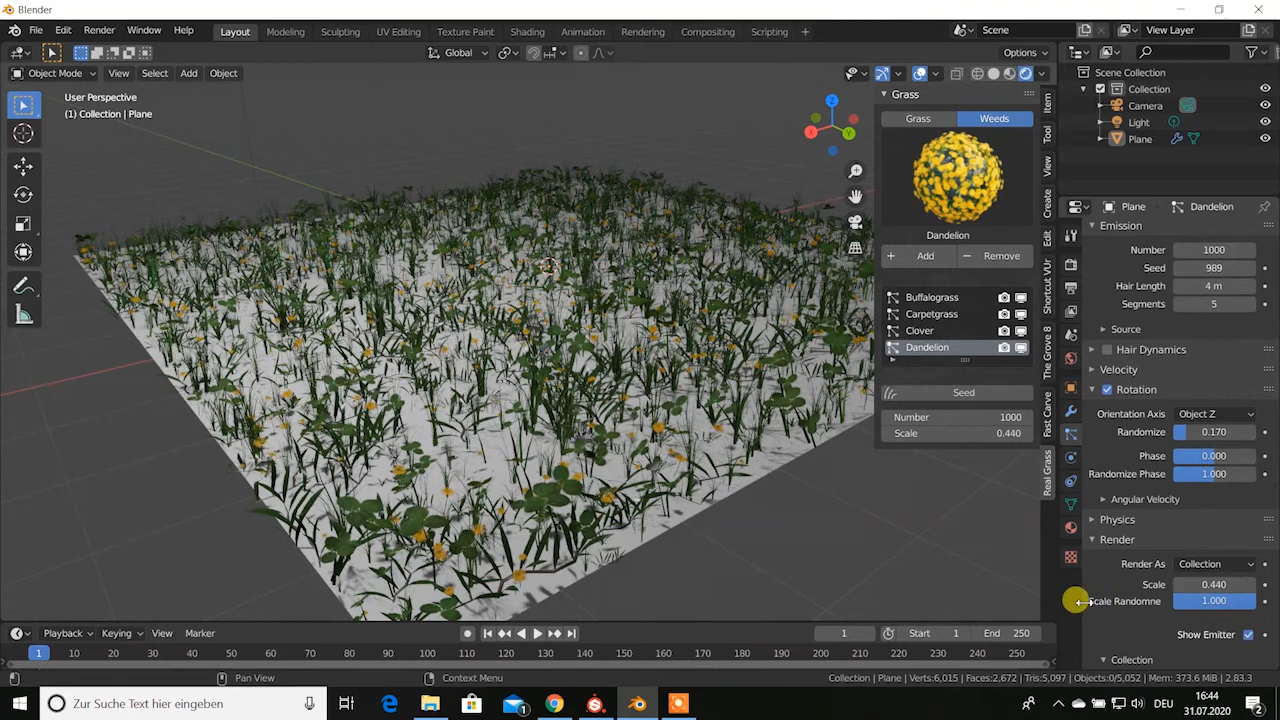 Blender
File Edit Render Window Help Layout Modeling Sculpting UV Editing Texture Paint Shading Animation Rendering Compositing Scripting + Scene View Layer
Global Options
Object Mode View Select Add Object
User Perspective
(1) Collection | Plane
Z
X
Y
Grass
Grass Weeds
Dandelion
+ Add − Remove
Buffalograss
Carpetgrass
Clover
Dandelion
Seed
Number 1000
Scale 0.440
Item
Tool
View
Create
Edit
Shortcut VUr
The Grove 8
Fast Carve
Real Grass
Scene Collection
Collection
Camera
Light
Plane
Plane Dandelion
Emission
Number 1000
Seed 989
Hair Length 4 m
Segments 5
Source
Hair Dynamics
Velocity
Rotation
Orientation Axis Object Z
Randomize 0.170
Phase 0.000
Randomize Phase 1.000
Angular Velocity
Physics
Render
Render As Collection
Scale 0.440
Scale Randomne 1.000
Show Emitter
Collection
Playback Keying View Marker 1 Start 1 End 250
1 10 20 30 40 50 60 70 80 90 100 110 120 130 140 150 160 170 180 190 200 210 220 230 240 250
Pan View Context Menu Collection | Plane | Verts:6,015 | Faces:2,672 | Tris:5,097 | Objects:0/5,052 | Mem: 373.6 MiB | 2.83.3
Zur Suche Text hier eingeben
1
DEU
16:44
31.07.2020
2